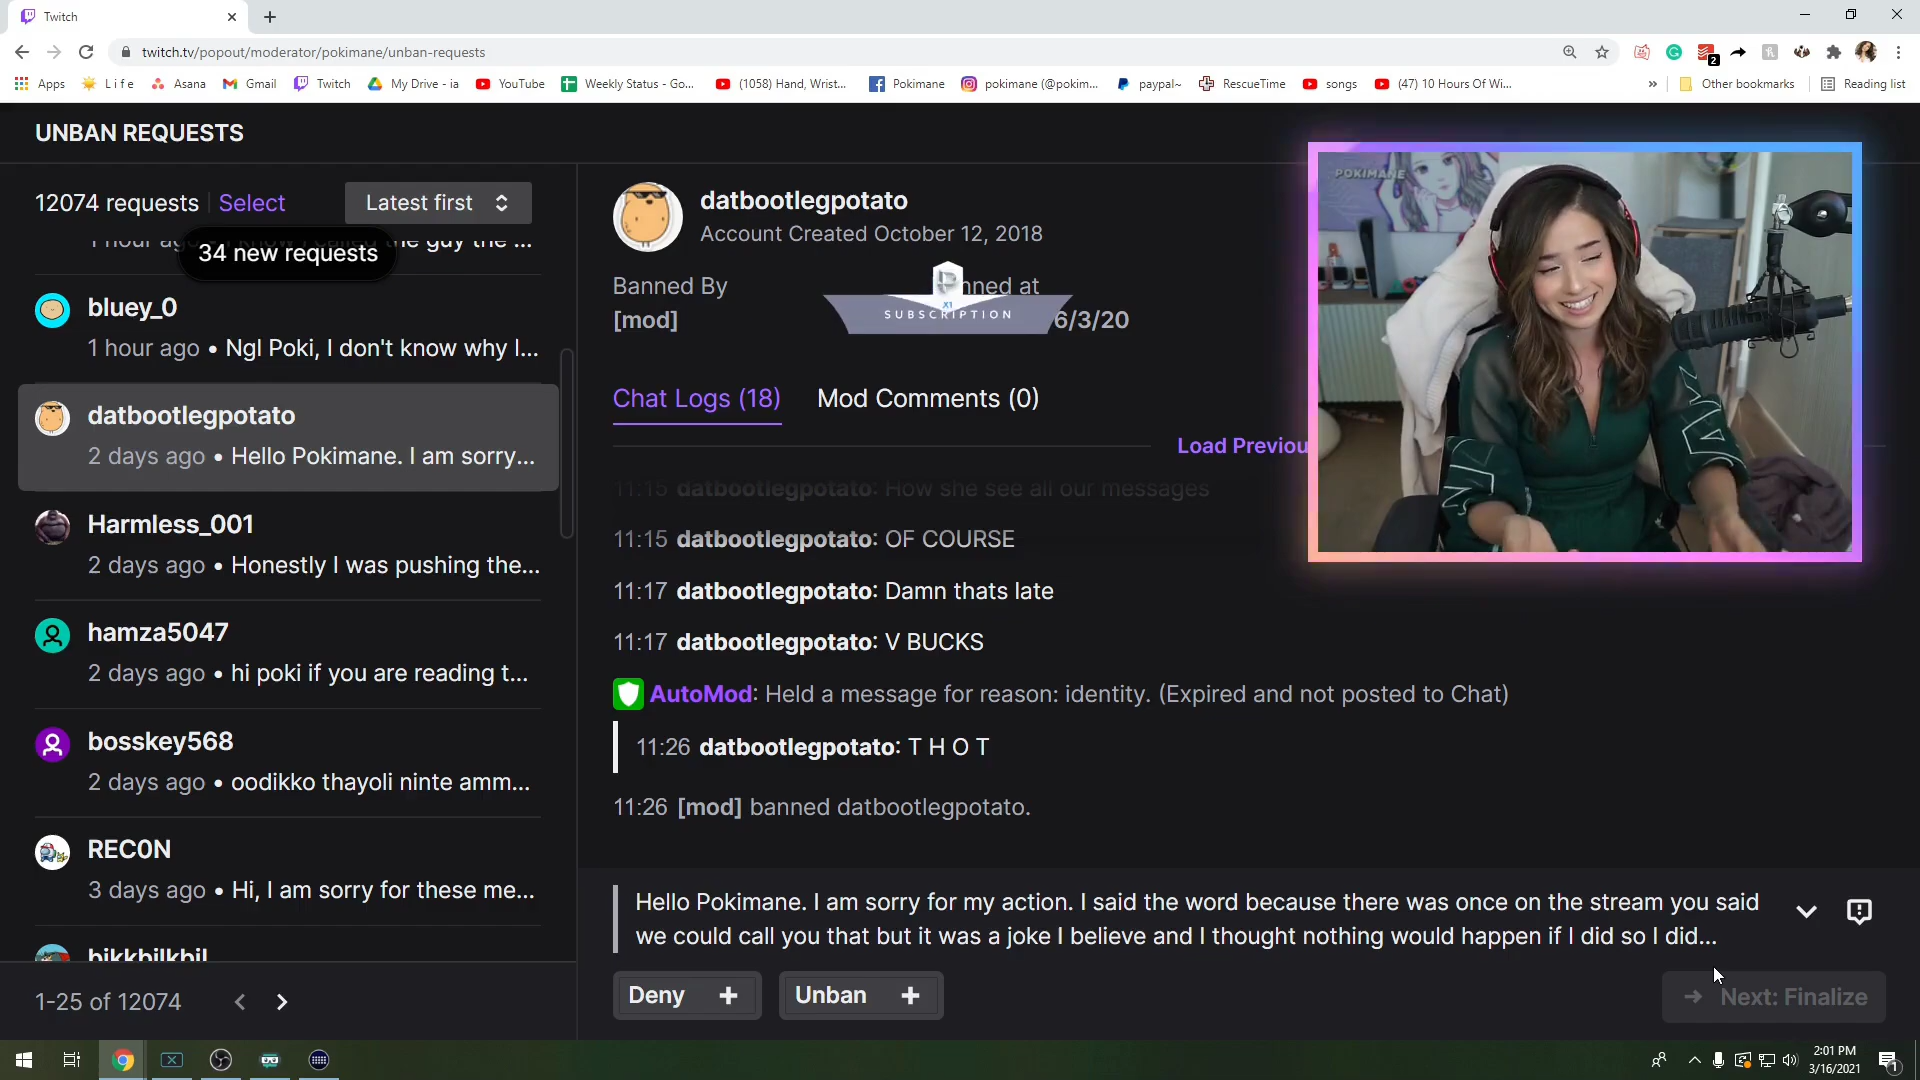 Twitch
twitch.tv/popout/moderator/pokimane/unban-requests
2
Apps
Life
Asana
Gmail
Twitch
My Drive - ia
YouTube
Weekly Status - Go...
(1058) Hand, Wrist...
Pokimane
pokimane (@pokim...
paypal~
RescueTime
songs
(47) 10 Hours Of Wi...
»
Other bookmarks
Reading list
UNBAN REQUESTS
12074 requests
Select
Latest first
34 new requests
bluey_0
1 hour ago • Ngl Poki, I don't know why I...
datbootlegpotato
2 days ago • Hello Pokimane. I am sorry...
Harmless_001
2 days ago • Honestly I was pushing the...
hamza5047
2 days ago • hi poki if you are reading t...
bosskey568
2 days ago • oodikko thayoli ninte amm...
REC0N
3 days ago • Hi, I am sorry for these me...
1-25 of 12074
datbootlegpotato
Account Created October 12, 2018
Banned By
[mod]
nned at
6/3/20
X1
SUBSCRIPTION
Chat Logs (18)
Mod Comments (0)
Load Previou
11:15 datbootlegpotato: How she see all our messages
11:15 datbootlegpotato: OF COURSE
11:17 datbootlegpotato: Damn thats late
11:17 datbootlegpotato: V BUCKS
AutoMod: Held a message for reason: identity. (Expired and not posted to Chat)
11:26 datbootlegpotato: T H O T
11:26 [mod] banned datbootlegpotato.
Hello Pokimane. I am sorry for my action. I said the word because there was once on the stream you said
we could call you that but it was a joke I believe and I thought nothing would happen if I did so I did...
Deny +
Unban +
Next: Finalize
POKIMANE
2:01 PM
3/16/2021
1